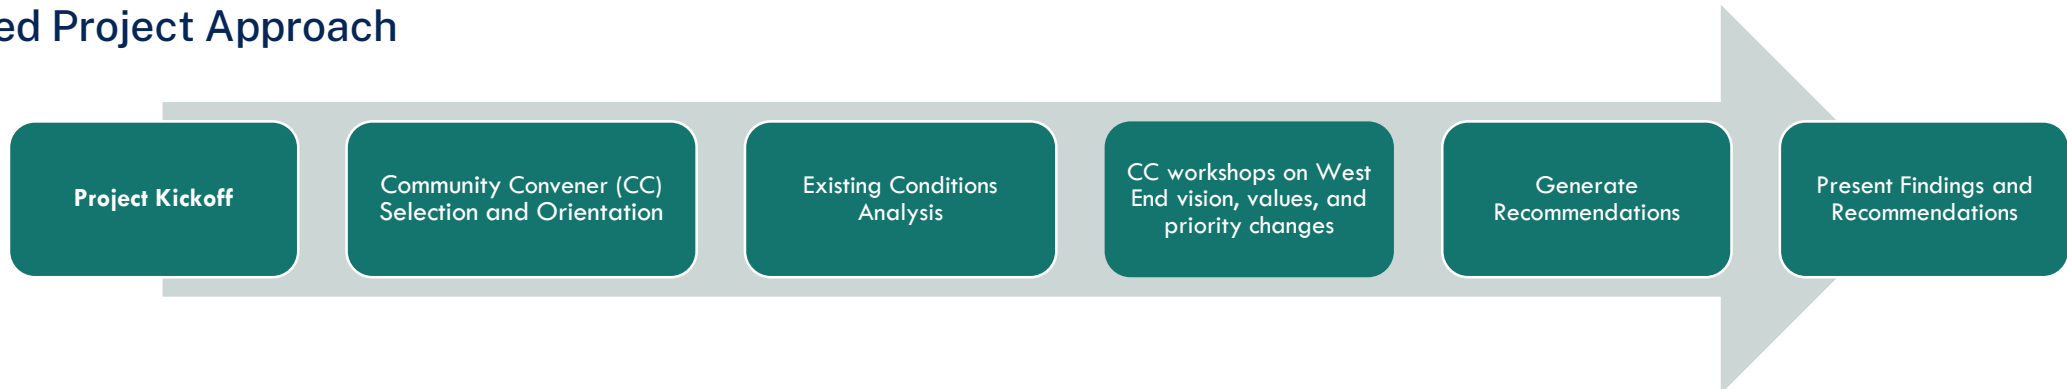 ed Project Approach
Project Kickoff
Community Convener (CC)
Selection and Orientation
Existing Conditions
Analysis
CC workshops on West
End vision, values, and
priority changes
Generate
Recommendations
Present Findings and
Recommendations